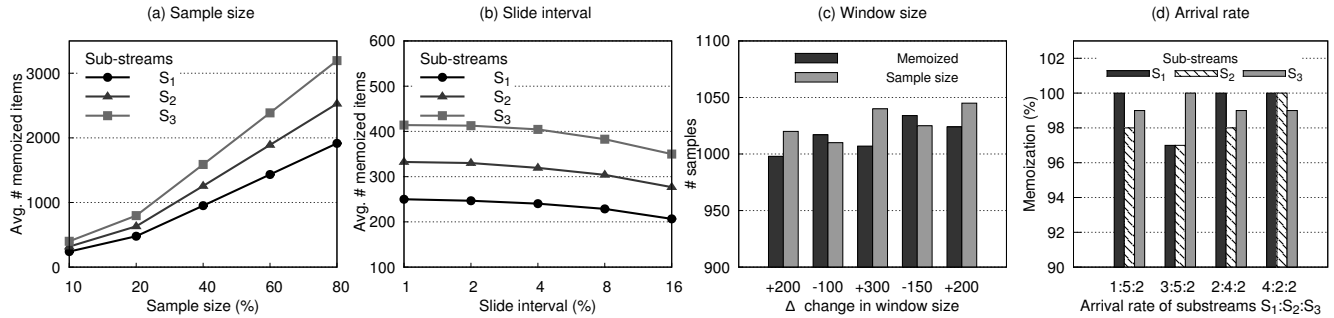 (a) Sample size
Avg. # memoized items
3000
2000
1000
0
Sub-streams
S1
S2
S3
10 20 40 60 80
Sample size (%)
(b) Slide interval
Avg. # memoized items
600
500
400
300
200
100
Sub-streams
S1
S2
S3
1 2 4 8 16
Slide interval (%)
(c) Window size
# samples
1100
1050
1000
950
900
Memoized
Sample size
+200 -100 +300 -150 +200
Δ change in window size
(d) Arrival rate
Memoization (%)
102
100
98
96
94
92
90
Sub-streams
S1 S2 S3
1:5:2 3:5:2 2:4:2 4:2:2
Arrival rate of substreams S1:S2:S3